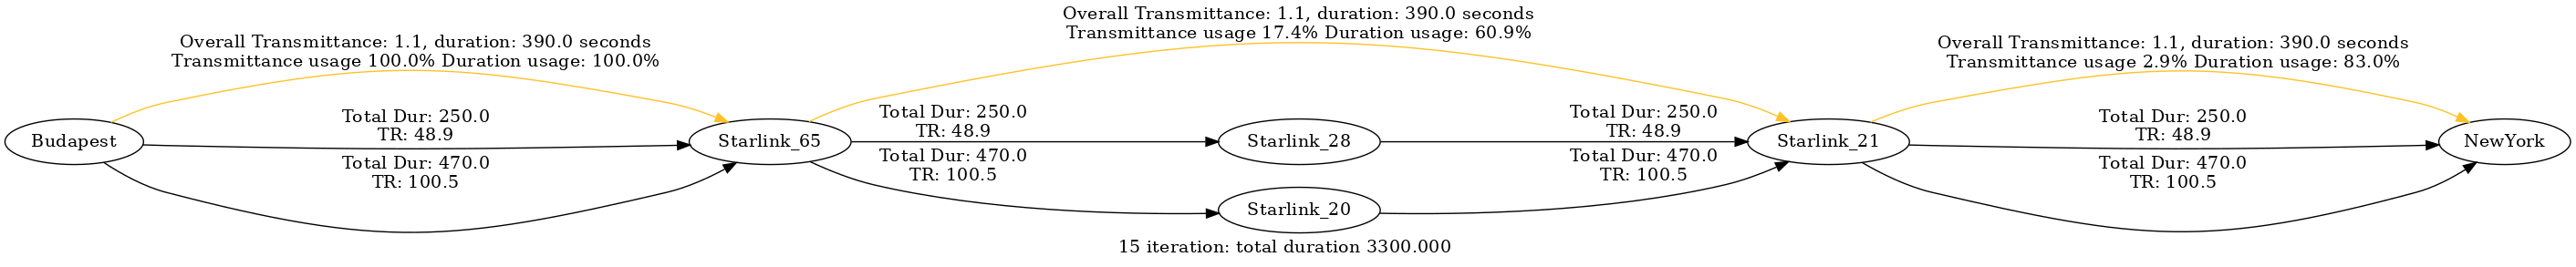 Overall Transmittance: 1.1, duration: 390.0 seconds
Transmittance usage 100.0% Duration usage: 100.0%
Overall Transmittance: 1.1, duration: 390.0 seconds
Transmittance usage 17.4% Duration usage: 60.9%
Overall Transmittance: 1.1, duration: 390.0 seconds
Transmittance usage 2.9% Duration usage: 83.0%
Budapest
Total Dur: 250.0
TR: 48.9
Total Dur: 470.0
TR: 100.5
Starlink_65
Total Dur: 250.0
TR: 48.9
Total Dur: 470.0
TR: 100.5
Starlink_28
Starlink_20
Total Dur: 250.0
TR: 48.9
Total Dur: 470.0
TR: 100.5
Starlink_21
Total Dur: 250.0
TR: 48.9
Total Dur: 470.0
TR: 100.5
NewYork
15 iteration: total duration 3300.000